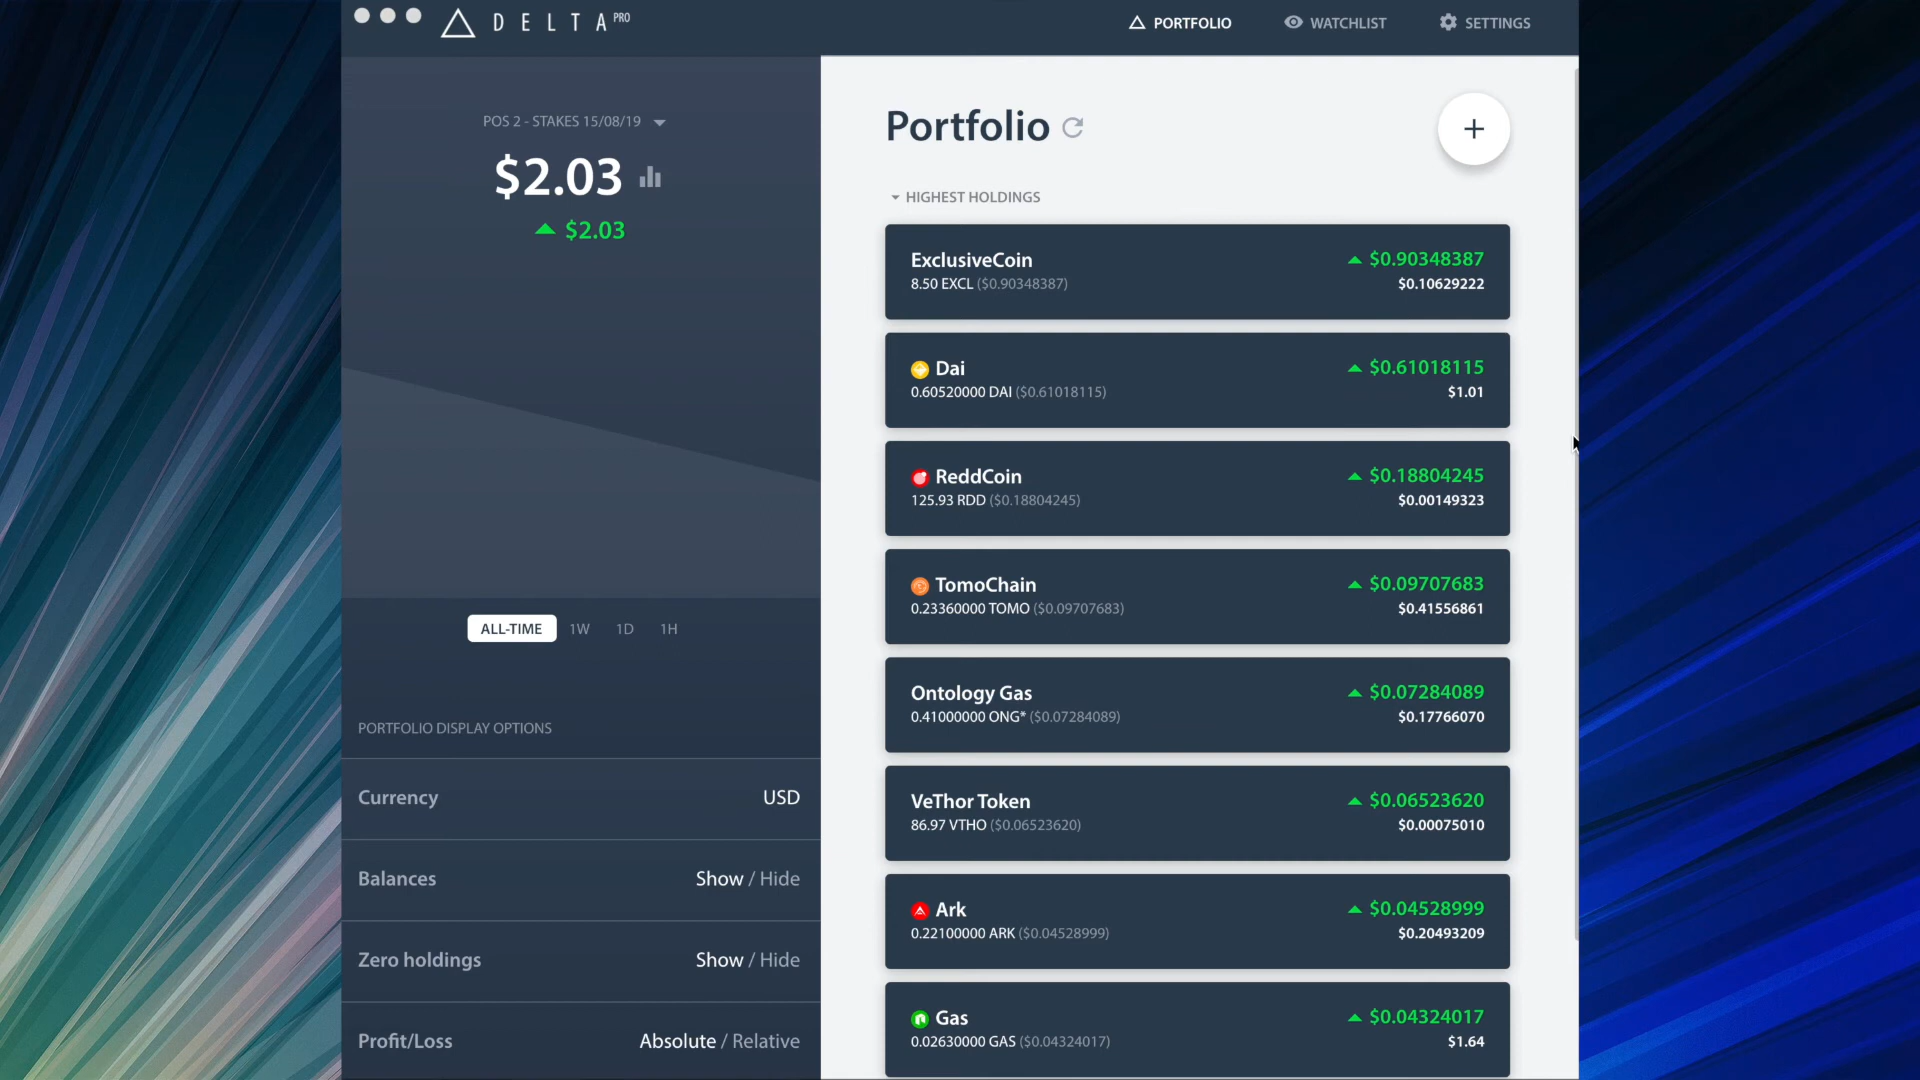 DELTA PRO
PORTFOLIO
WATCHLIST
SETTINGS
POS 2 - STAKES 15/08/19
$2.03
$2.03
ALL-TIME
1W
1D
1H
PORTFOLIO DISPLAY OPTIONS
Currency
USD
Balances
Show / Hide
Zero holdings
Show / Hide
Profit/Loss
Absolute / Relative
Portfolio
+
HIGHEST HOLDINGS
ExclusiveCoin
$0.90348387
8.50 EXCL ($0.90348387)
$0.10629222
Dai
$0.61018115
0.60520000 DAI ($0.61018115)
$1.01
ReddCoin
$0.18804245
125.93 RDD ($0.18804245)
$0.00149323
TomoChain
$0.09707683
0.23360000 TOMO ($0.09707683)
$0.41556861
Ontology Gas
$0.07284089
0.41000000 ONG* ($0.07284089)
$0.17766070
VeThor Token
$0.06523620
86.97 VTHO ($0.06523620)
$0.00075010
Ark
$0.04528999
0.22100000 ARK ($0.04528999)
$0.20493209
Gas
$0.04324017
0.02630000 GAS ($0.04324017)
$1.64